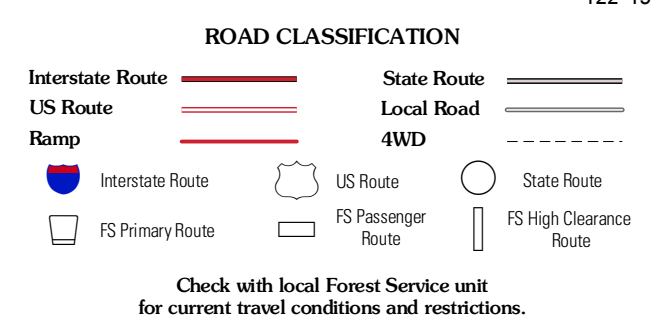 ROAD CLASSIFICATION
Interstate Route
State Route
US Route
Local Road
Ramp
4WD
Interstate Route
US Route
State Route
FS Primary Route
FS Passenger
Route
FS High Clearance
Route
Check with local Forest Service unit
for current travel conditions and restrictions.